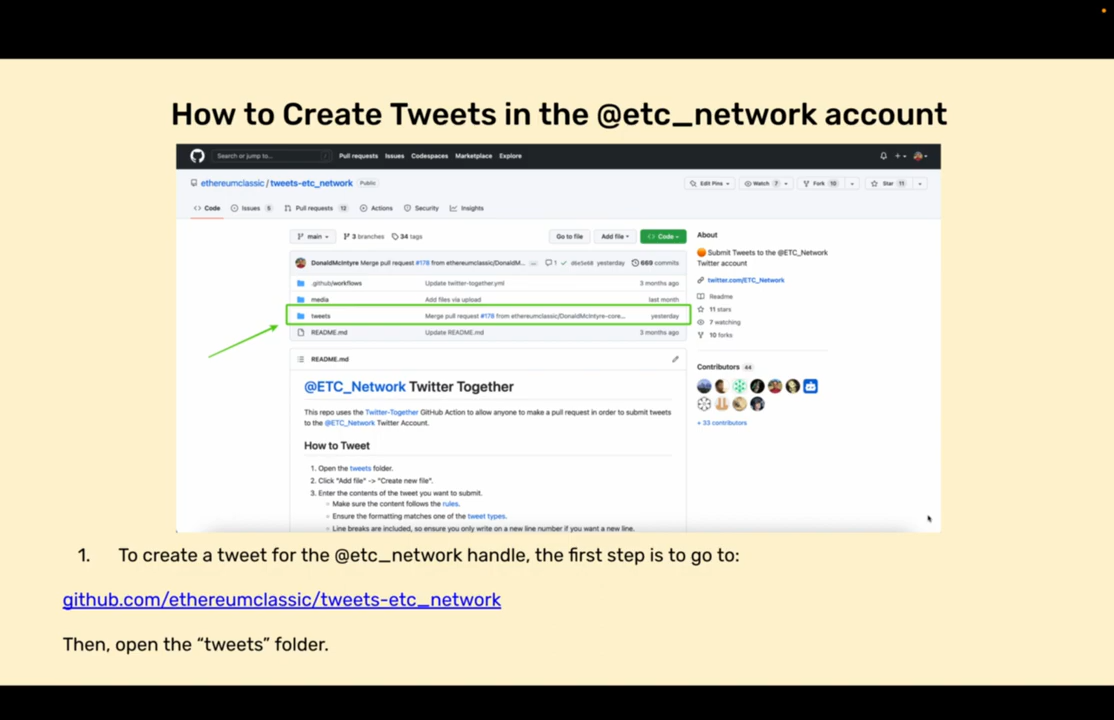 How to Create Tweets in the @etc_network account
Search or jump to... / Pull requests Issues Codespaces Marketplace Explore
ethereumclassic / tweets-etc_network Public Edit Pins Watch 7 Fork 10 Star 11
Code Issues 5 Pull requests 12 Actions Security Insights
main 3 branches 34 tags Go to file Add file Code
About
DonaldMcIntyre Merge pull request #178 from ethereumclassic/DonaldM... ... 1 yesterday 669 commits
Submit Tweets to the @ETC_Network
Twitter account
.github/workflows Update twitter-together.yml 3 months ago
twitter.com/ETC_Network
media Add files via upload last month
Readme
tweets Merge pull request #178 from ethereumclassic/DonaldMcIntyre-core... yesterday
11 stars
7 watching
README.md Update README.md 3 months ago
10 forks
README.md
Contributors 44
@ETC_Network Twitter Together
This repo uses the Twitter-Together GitHub Action to allow anyone to make a pull request in order to submit tweets
to the @ETC_Network Twitter Account.
+ 33 contributors
How to Tweet
1. Open the tweets folder.
2. Click "Add file" -> "Create new file".
3. Enter the contents of the tweet you want to submit.
Make sure the content follows the rules.
Ensure the formatting matches one of the tweet types.
Line breaks are included, so ensure you only write on a new line number if you want a new line.
1. To create a tweet for the @etc_network handle, the first step is to go to:
github.com/ethereumclassic/tweets-etc_network
Then, open the “tweets” folder.